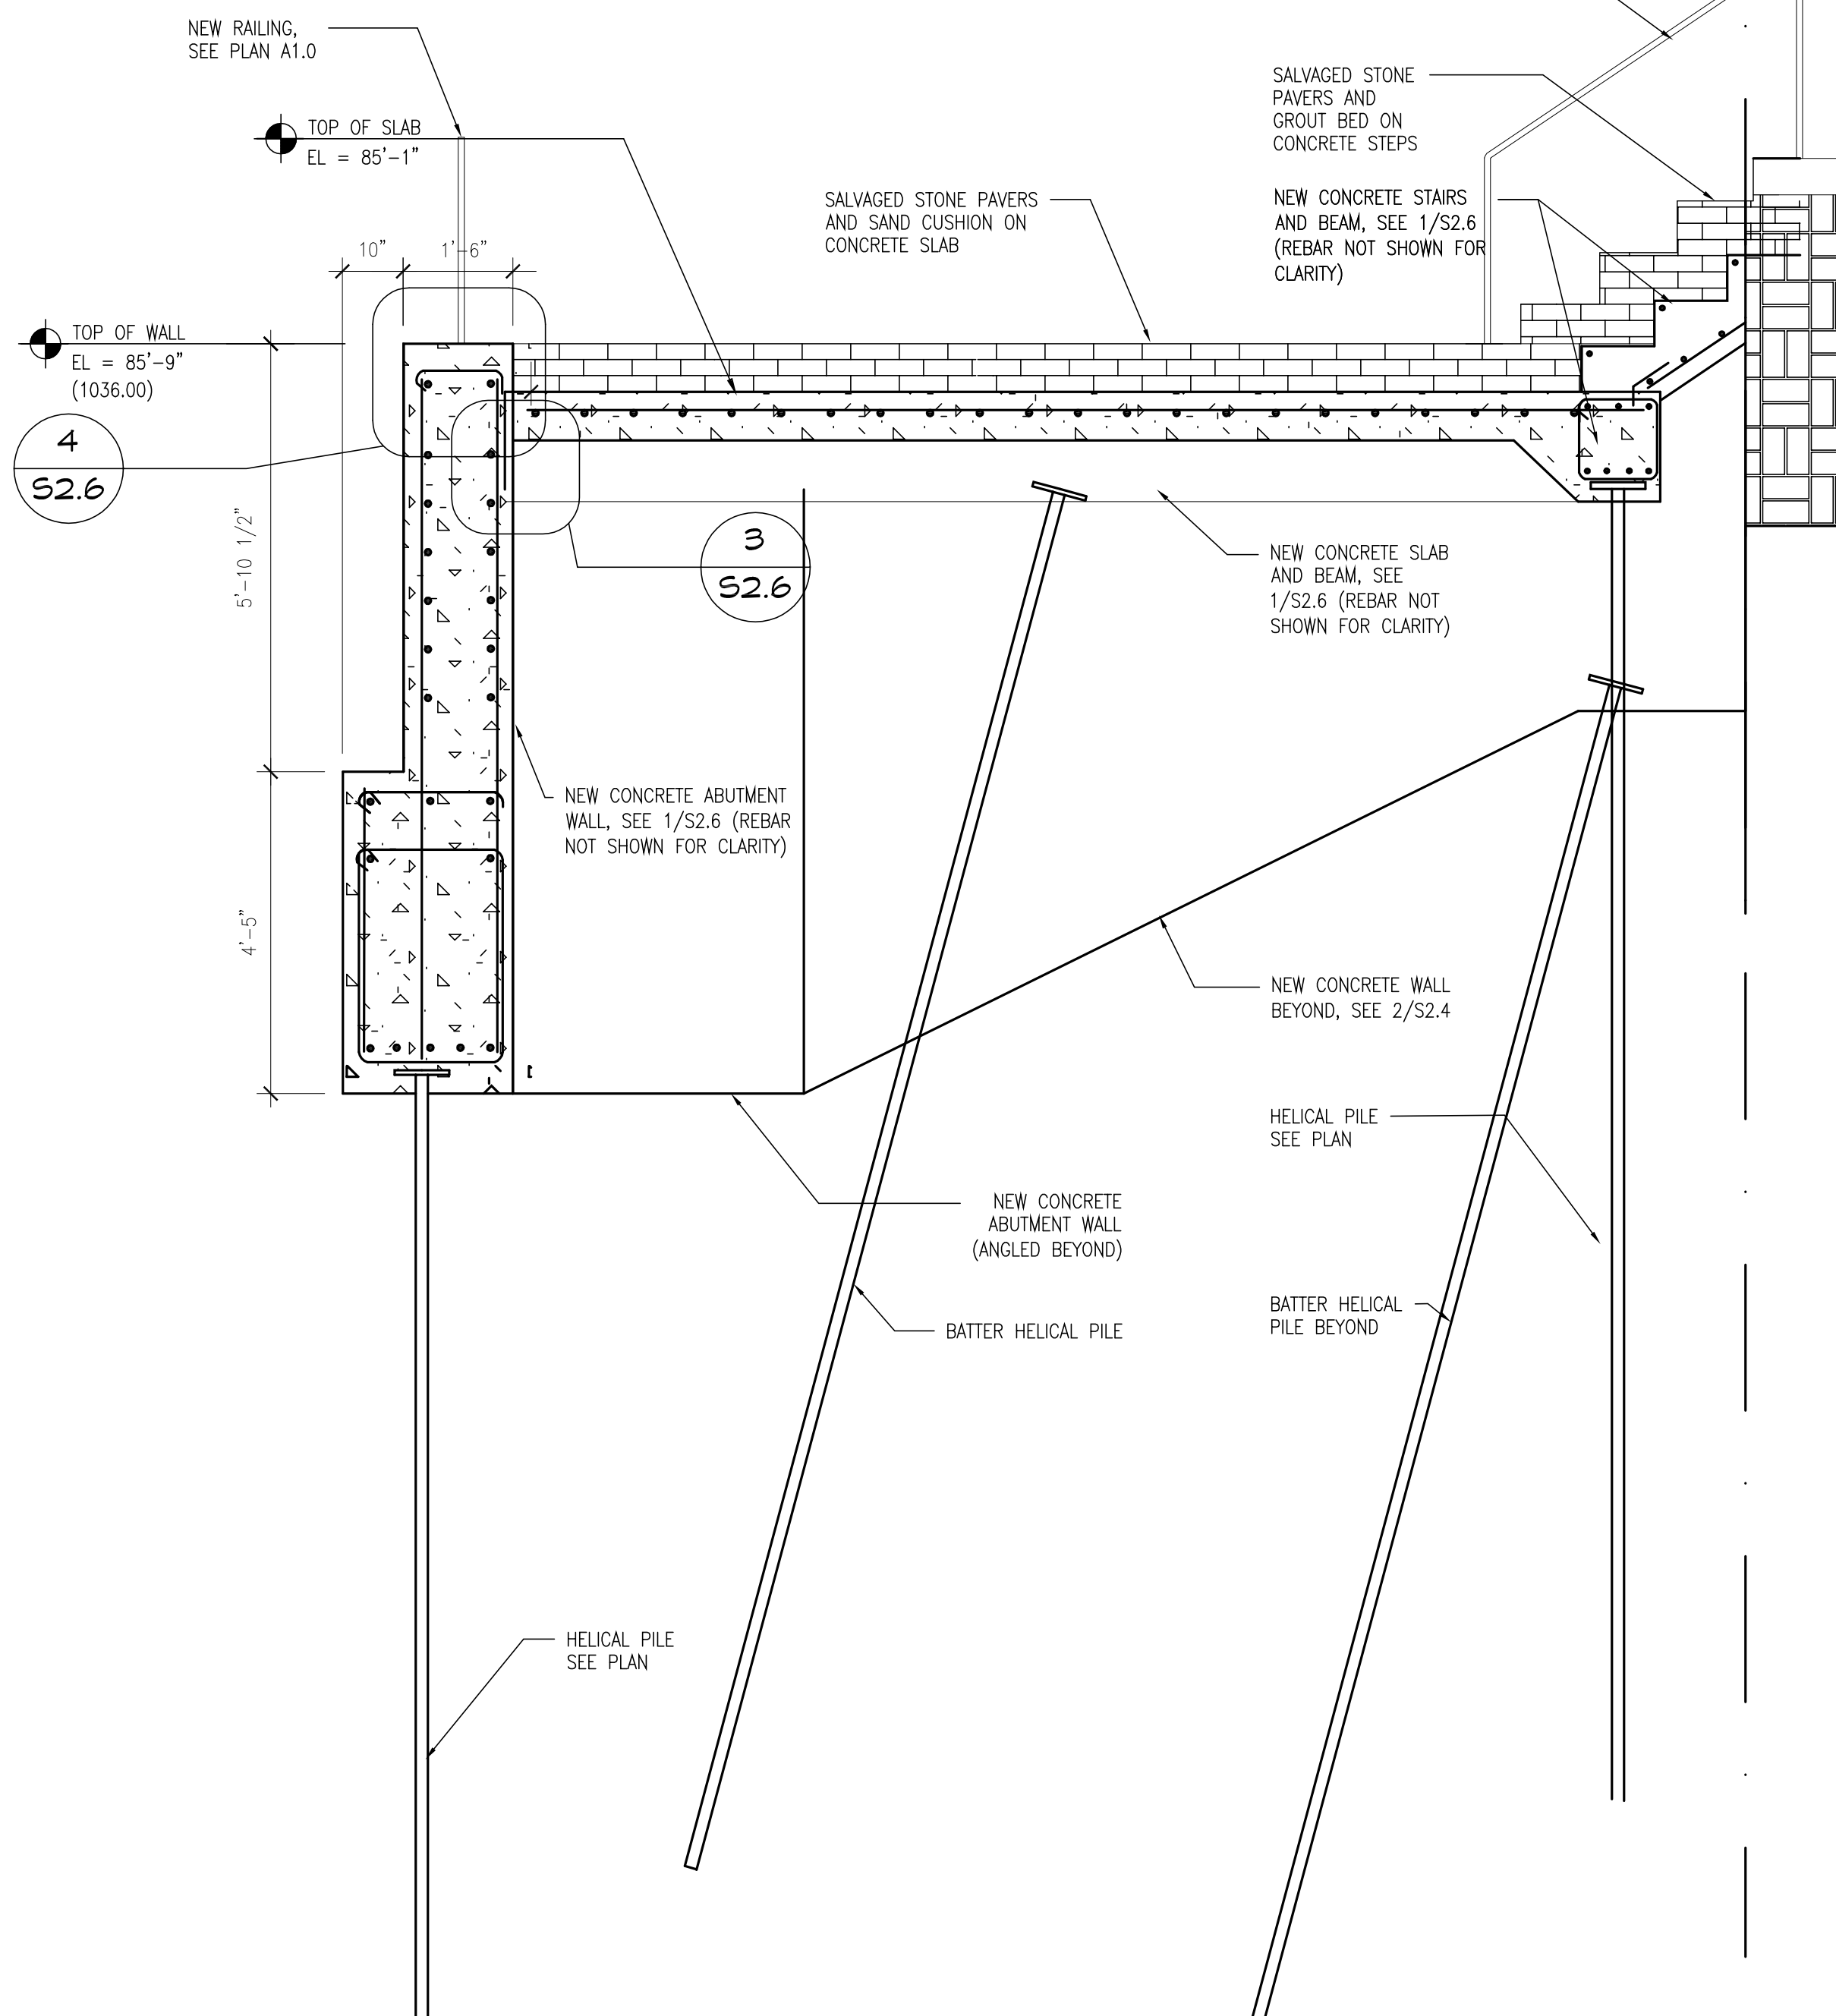 NEW RAILING,
SEE PLAN A1.0
TOP OF SLAB
EL = 85'-1"
SALVAGED STONE
PAVERS AND
GROUT BED ON
CONCRETE STEPS
SALVAGED STONE PAVERS
AND SAND CUSHION ON
CONCRETE SLAB
NEW CONCRETE STAIRS
AND BEAM, SEE 1/S2.6
(REBAR NOT SHOWN FOR
CLARITY)
10"
1'-6"
TOP OF WALL
EL = 85'-9"
(1036.00)
4
S2.6
5'-10 1/2"
3
S2.6
NEW CONCRETE SLAB
AND BEAM, SEE
1/S2.6 (REBAR NOT
SHOWN FOR CLARITY)
NEW CONCRETE ABUTMENT
WALL, SEE 1/S2.6 (REBAR
NOT SHOWN FOR CLARITY)
4'-5"
NEW CONCRETE WALL
BEYOND, SEE 2/S2.4
HELICAL PILE
SEE PLAN
NEW CONCRETE
ABUTMENT WALL
(ANGLED BEYOND)
BATTER HELICAL PILE
BATTER HELICAL
PILE BEYOND
HELICAL PILE
SEE PLAN